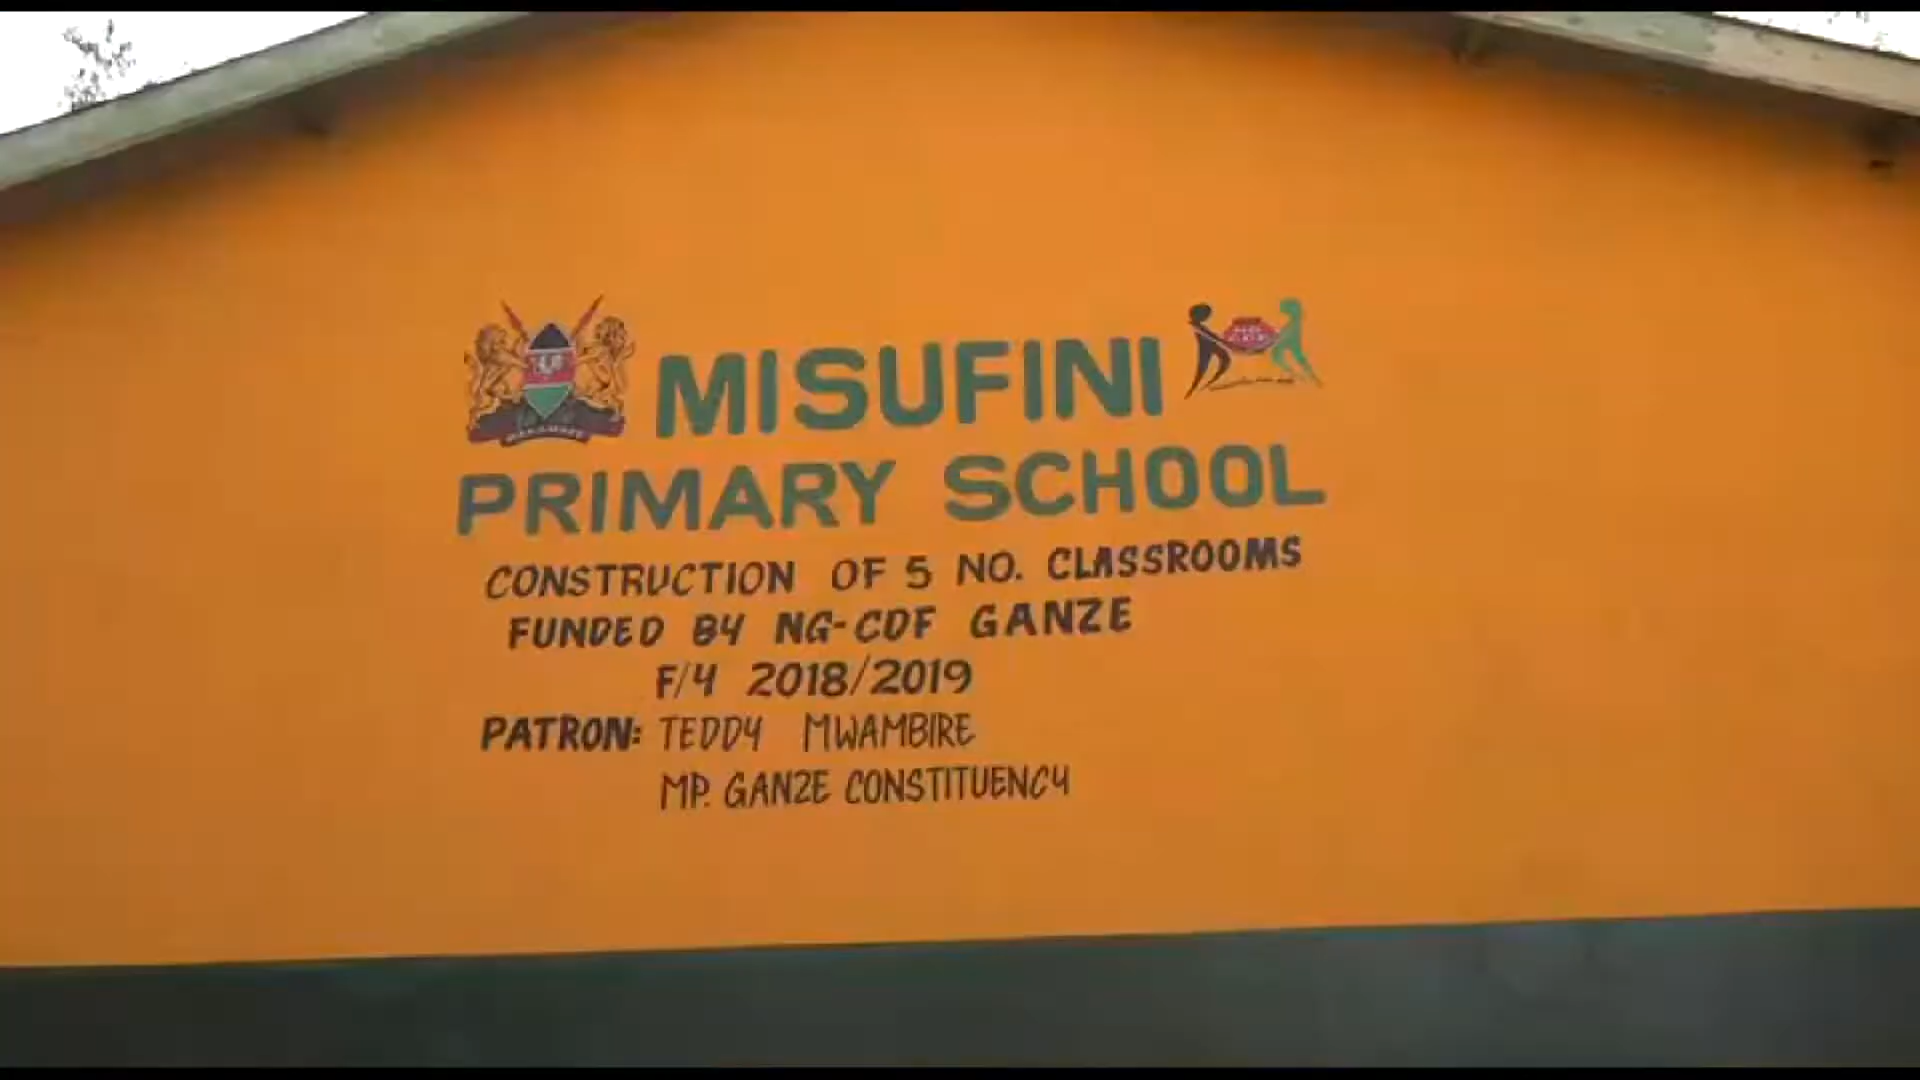 MISUFINI
PRIMARY SCHOOL
CONSTRUCTION OF 5 NO. CLASSROOMS
FUNDED BY NG-CDF GANZE
F/Y 2018/2019
PATRON: TEDDY MWAMBIRE
MP. GANZE CONSTITUENCY